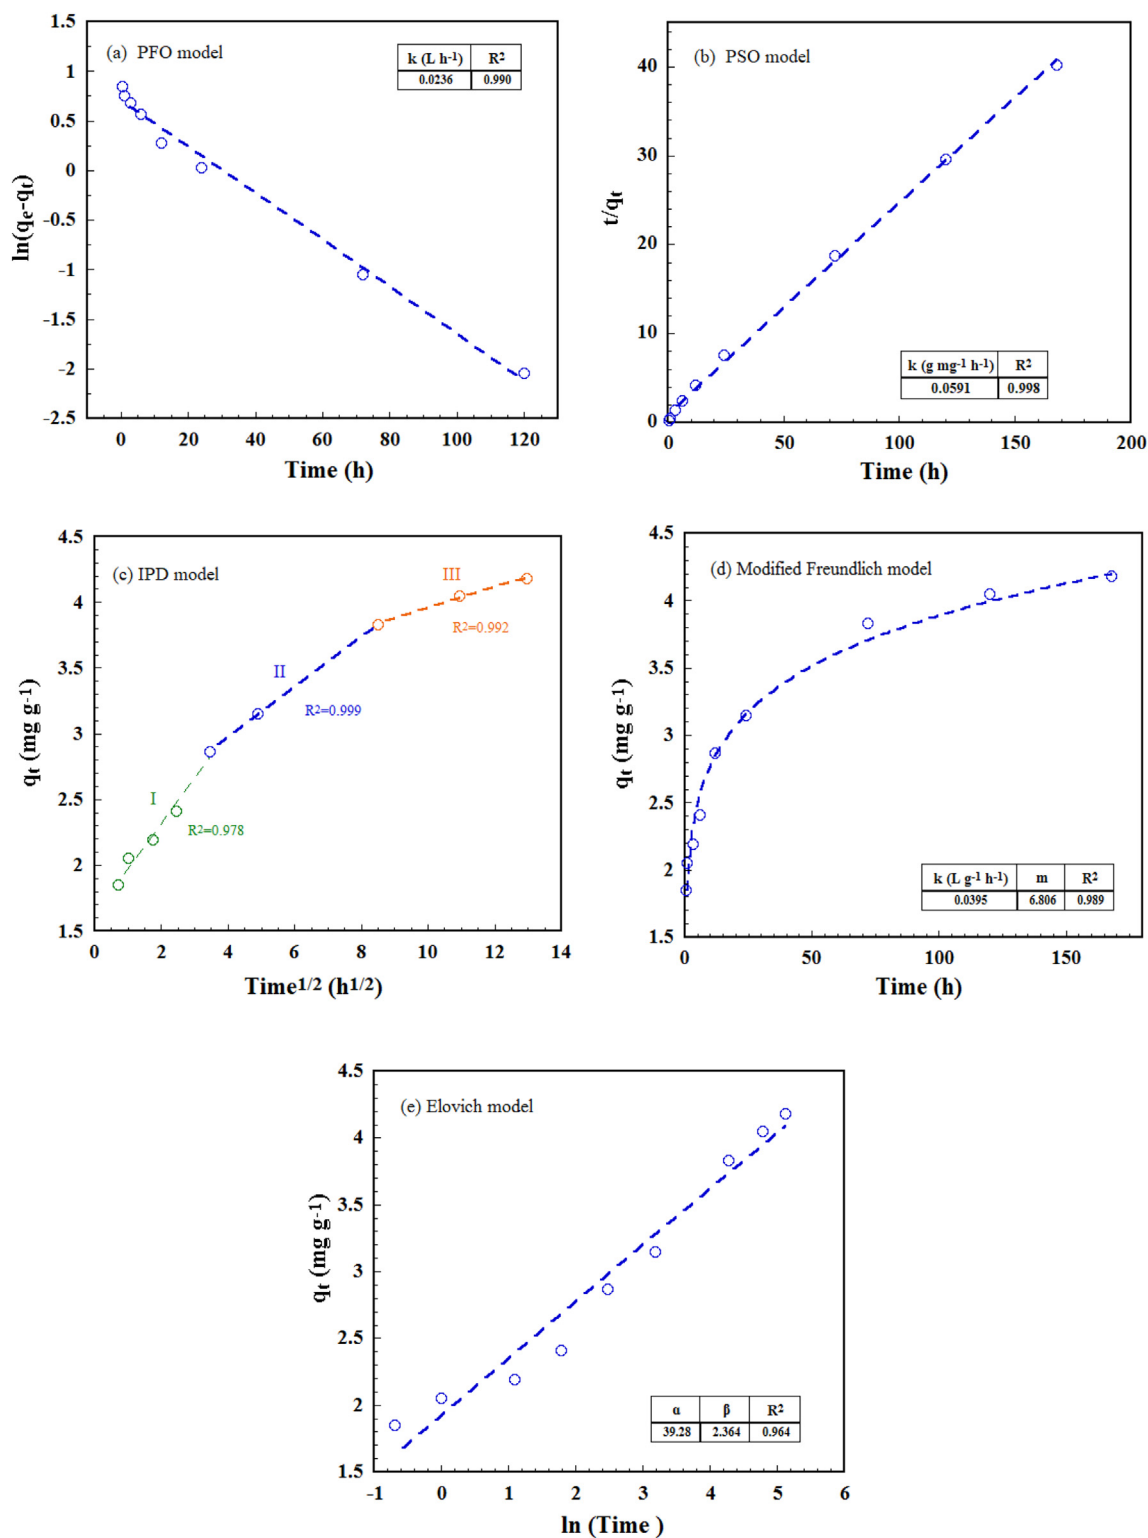 (a) PFO model
k (L h-1) R2
0.0236 0.990
1.5
1
0.5
0
-0.5
-1
-1.5
-2
-2.5
ln(qe-qt)
0 20 40 60 80 100 120
Time (h)
(b) PSO model
40
30
20
10
0
t/qt
k (g mg-1 h-1) R2
0.0591 0.998
0 50 100 150 200
Time (h)
(c) IPD model
4.5
4
3.5
3
2.5
2
1.5
qt (mg g-1)
III
R2=0.992
II
R2=0.999
I
R2=0.978
0 2 4 6 8 10 12 14
Time1/2 (h1/2)
(d) Modified Freundlich model
4.5
4
3.5
3
2.5
2
1.5
qt (mg g-1)
k (L g-1 h-1) m R2
0.0395 6.806 0.989
0 50 100 150
Time (h)
(e) Elovich model
4.5
4
3.5
3
2.5
2
1.5
qt (mg g-1)
α β R2
39.28 2.364 0.964
-1 0 1 2 3 4 5 6
ln (Time )